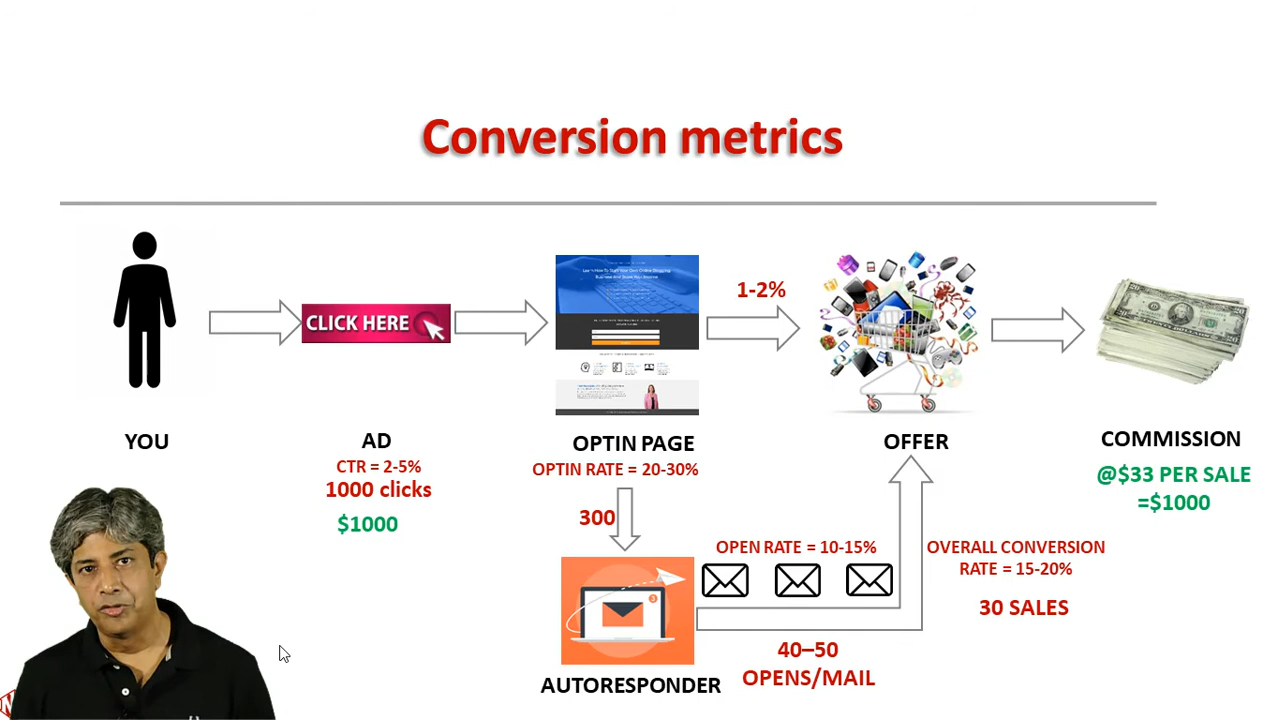 Conversion metrics
CLICK HERE
1-2%
YOU
AD
CTR = 2-5%
1000 clicks
$1000
OPTIN PAGE
OPTIN RATE = 20-30%
300
OFFER
COMMISSION
@$33 PER SALE
=$1000
OPEN RATE = 10-15%
OVERALL CONVERSION
RATE = 15-20%
30 SALES
3
40–50
OPENS/MAIL
AUTORESPONDER